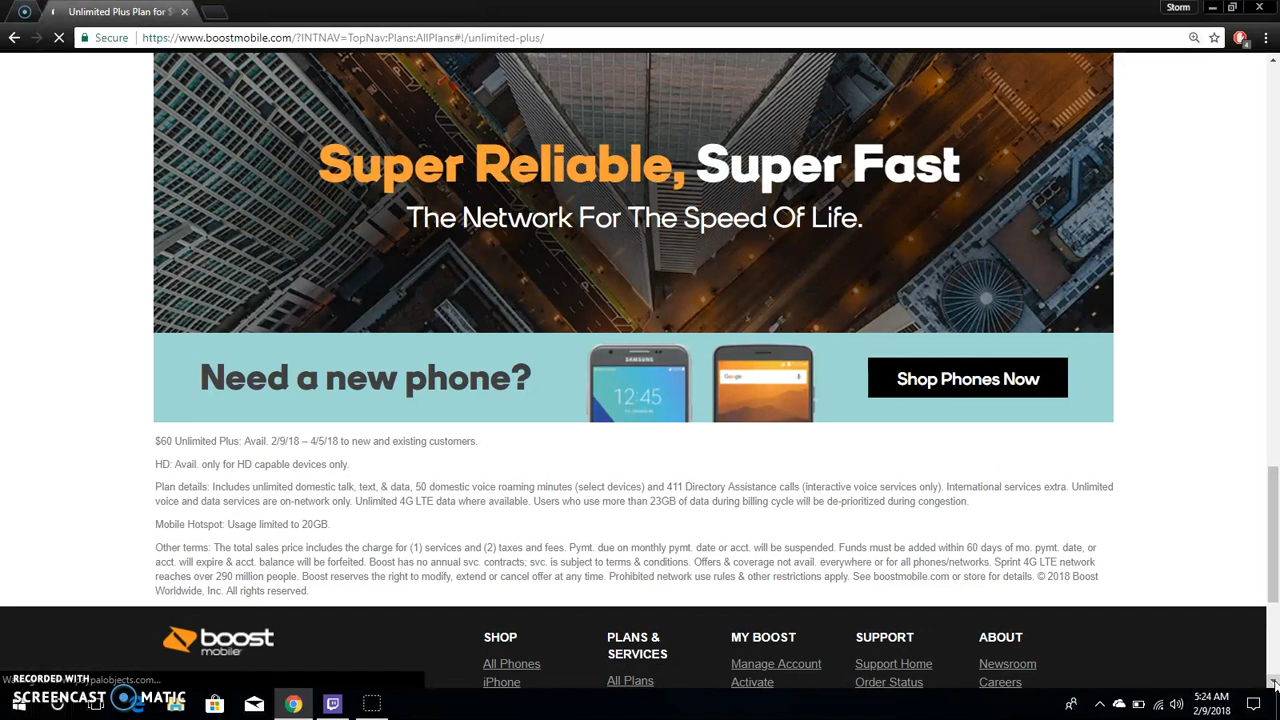 Unlimited Plus Plan for $
Storm
Secure
https://www.boostmobile.com/?INTNAV=TopNav:Plans:AllPlans#!/unlimited-plus/
4
Super Reliable, Super Fast
The Network For The Speed Of Life.
Need a new phone?
SAMSUNG
12:45
Google
Shop Phones Now
$60 Unlimited Plus: Avail. 2/9/18 – 4/5/18 to new and existing customers.
HD: Avail. only for HD capable devices only.
Plan details: Includes unlimited domestic talk, text, & data, 50 domestic voice roaming minutes (select devices) and 411 Directory Assistance calls (interactive voice services only). International services extra. Unlimited
voice and data services are on-network only. Unlimited 4G LTE data where available. Users who use more than 23GB of data during billing cycle will be de-prioritized during congestion.
Mobile Hotspot: Usage limited to 20GB.
Other terms: The total sales price includes the charge for (1) services and (2) taxes and fees. Pymt. due on monthly pymt. date or acct. will be suspended. Funds must be added within 60 days of mo. pymt. date, or
acct. will expire & acct. balance will be forfeited. Boost has no annual svc. contracts; svc. is subject to terms & conditions. Offers & coverage not avail. everywhere or for all phones/networks. Sprint 4G LTE network
reaches over 290 million people. Boost reserves the right to modify, extend or cancel offer at any time. Prohibited network use rules & other restrictions apply. See boostmobile.com or store for details. © 2018 Boost
Worldwide, Inc. All rights reserved.
boost
mobile
SHOP
All Phones
iPhone
PLANS &
SERVICES
All Plans
MY BOOST
Manage Account
Activate
SUPPORT
Support Home
Order Status
ABOUT
Newsroom
Careers
RECORDED WITH
SCREENCAST MATIC
palobjects.com...
5:24 AM
2/9/2018